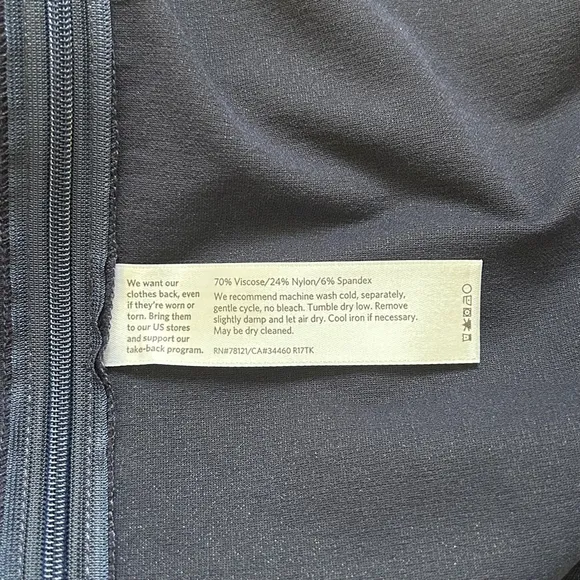 We want our
clothes back, even
if they're worn or
torn. Bring them
to our US stores
and support our
take-back program.
70% Viscose/24% Nylon/6% Spandex
We recommend machine wash cold, separately,
gentle cycle, no bleach. Tumble dry low. Remove
slightly damp and let air dry. Cool iron if necessary.
May be dry cleaned.
RN#78121/CA#34460 R17TK